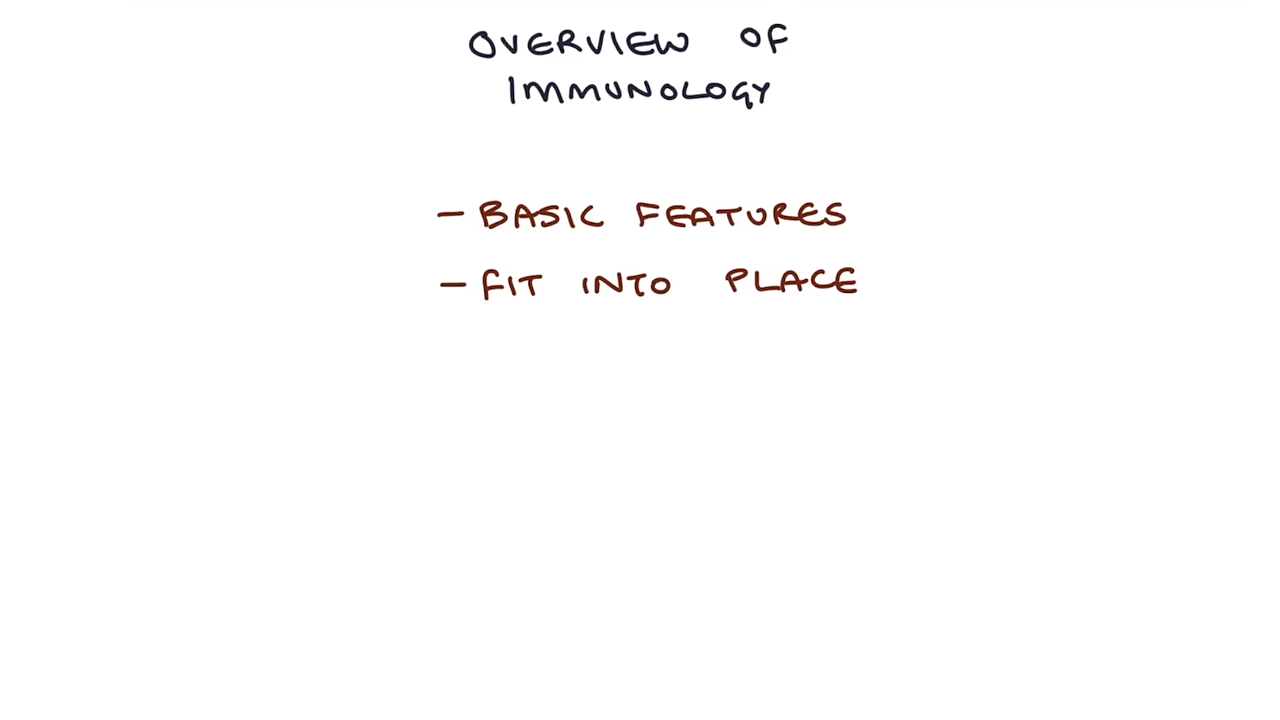 OVERVIEW OF
IMMUNOLOGY
- BASIC FEATURES
- FIT INTO PLACE